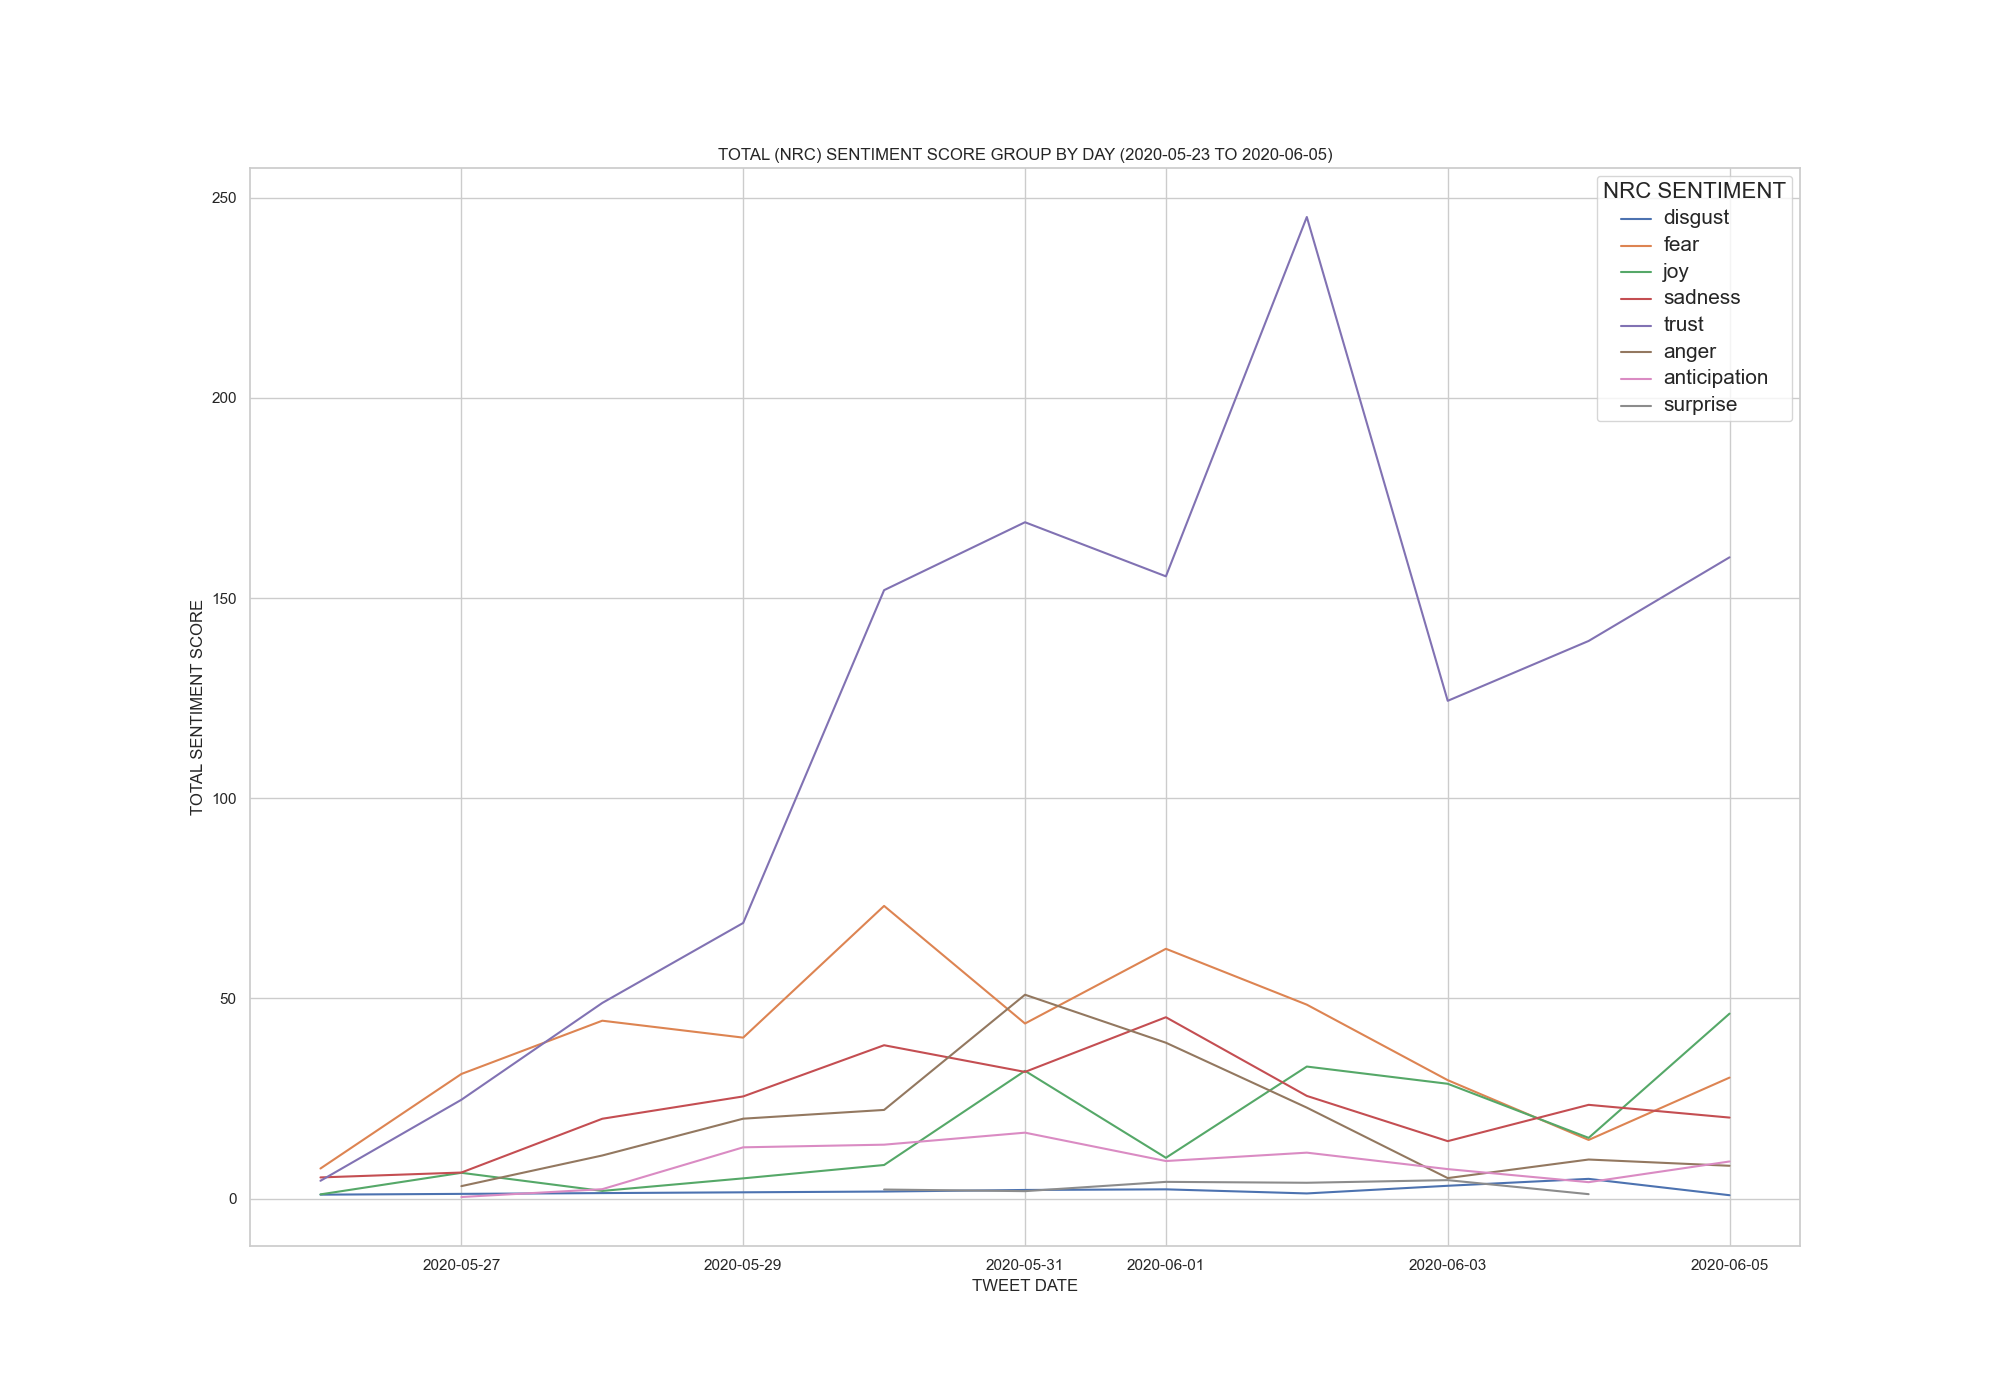 TOTAL (NRC) SENTIMENT SCORE GROUP BY DAY (2020-05-23 TO 2020-06-05)
NRC SENTIMENT
disgust
fear
joy
sadness
trust
anger
anticipation
surprise
TOTAL SENTIMENT SCORE
250
200
150
100
50
0
2020-05-27 2020-05-29 2020-05-31 2020-06-01 2020-06-03 2020-06-05
TWEET DATE